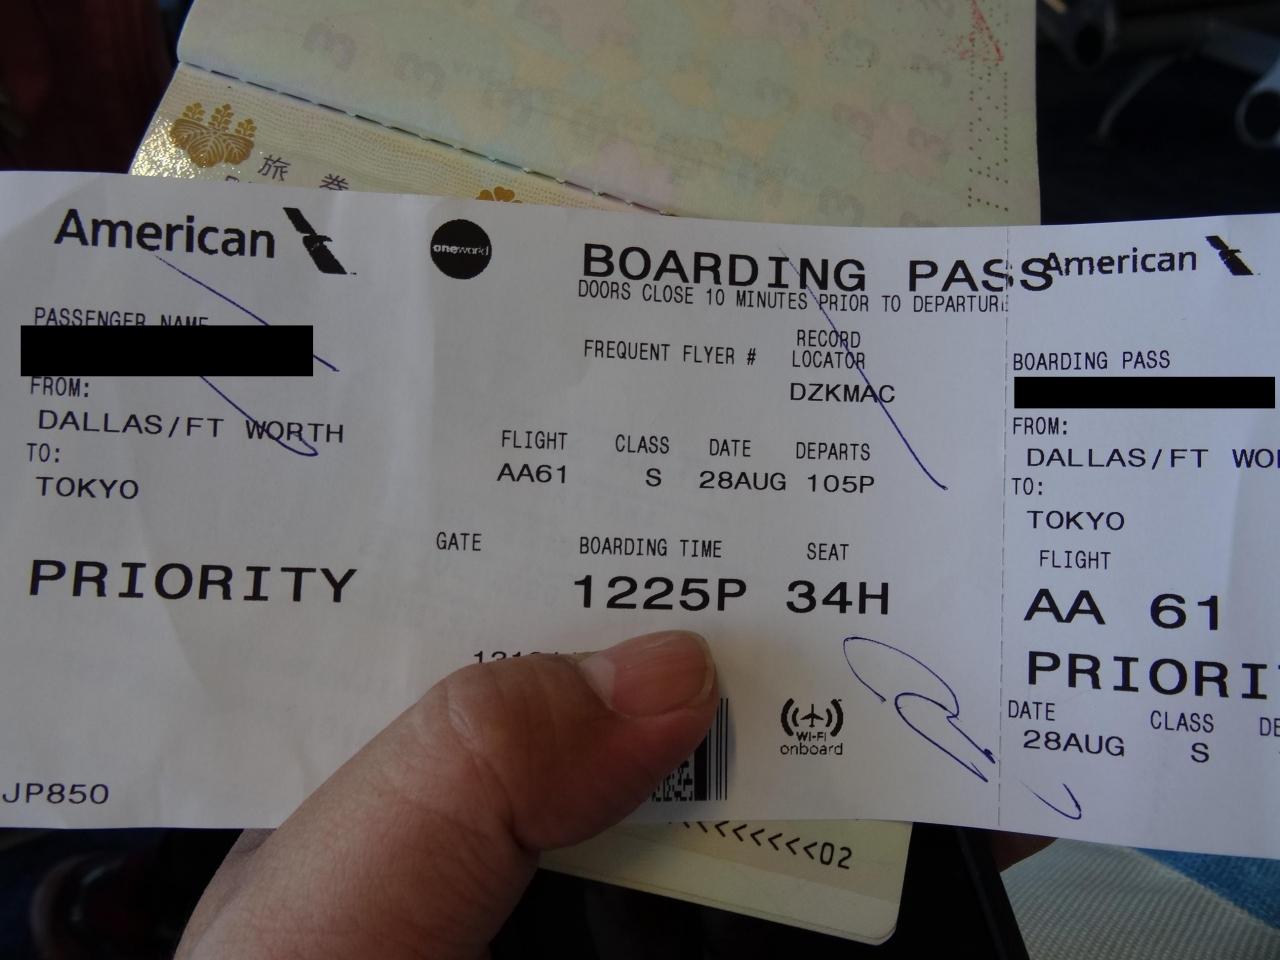 旅券
American
oneworld
BOARDING PASS
DOORS CLOSE 10 MINUTES PRIOR TO DEPARTURE
PASSENGER NAME
FREQUENT FLYER #
RECORD
LOCATOR
DZKMAC
FROM:
DALLAS/FT WORTH
TO:
TOKYO
FLIGHT CLASS DATE DEPARTS
AA61 S 28AUG 105P
GATE BOARDING TIME SEAT
PRIORITY 1225P 34H
WI-FI
onboard
JP850
American
BOARDING PASS
FROM:
DALLAS/FT
TO:
TOKYO
FLIGHT
AA 61
PRIORI
DATE CLASS
28AUG S
<<<<<<<<02